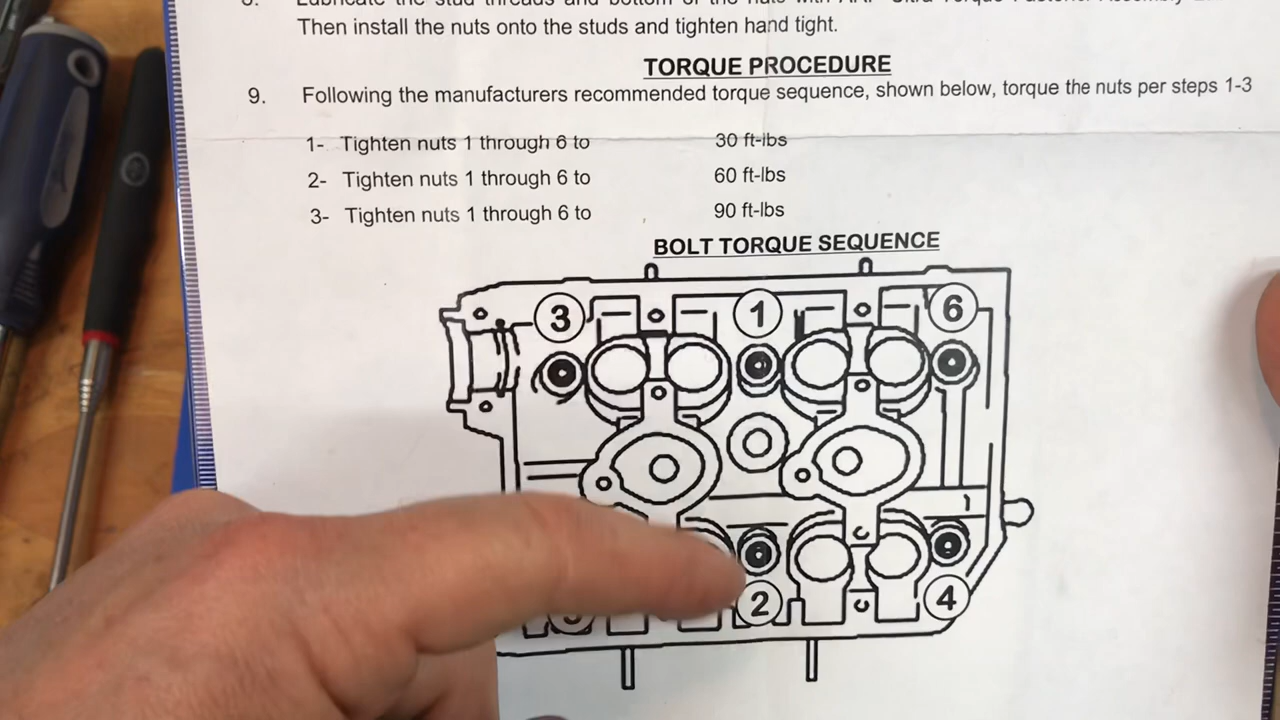 Then install the nuts onto the studs and tighten hand tight.
TORQUE PROCEDURE
9. Following the manufacturers recommended torque sequence, shown below, torque the nuts per steps 1-3
1- Tighten nuts 1 through 6 to 30 ft-lbs
2- Tighten nuts 1 through 6 to 60 ft-lbs
3- Tighten nuts 1 through 6 to 90 ft-lbs
BOLT TORQUE SEQUENCE
3 1 6
2 4